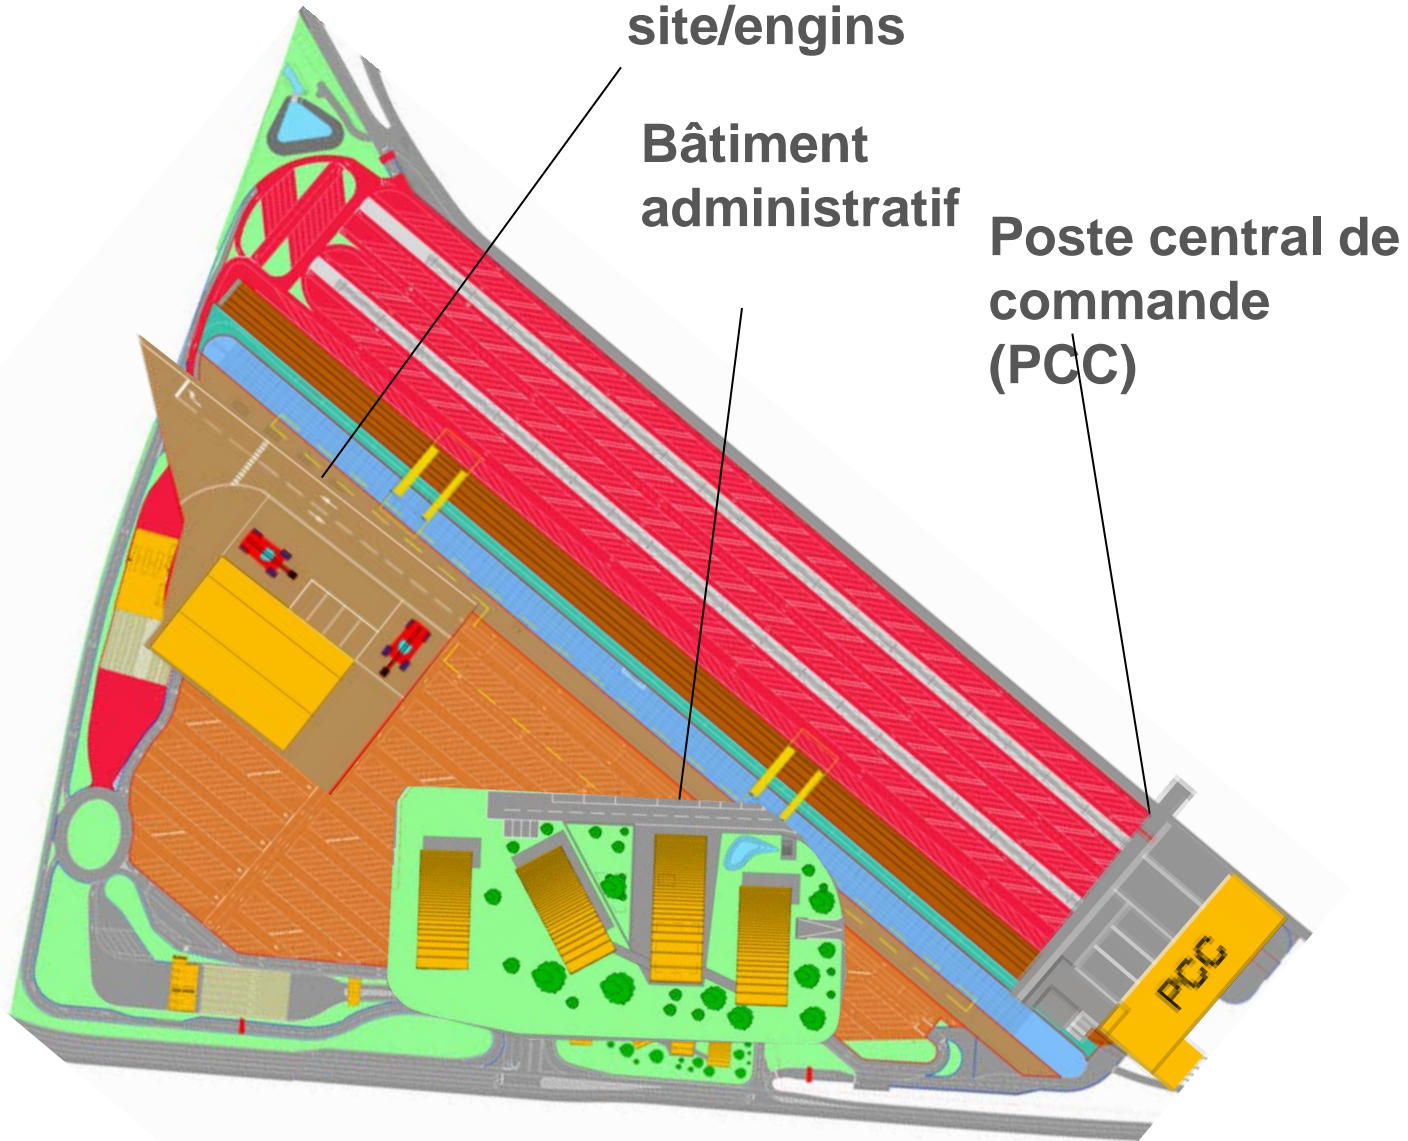 site/engins
Bâtiment
administratif
Poste central de
commande
(PCC)
PCC